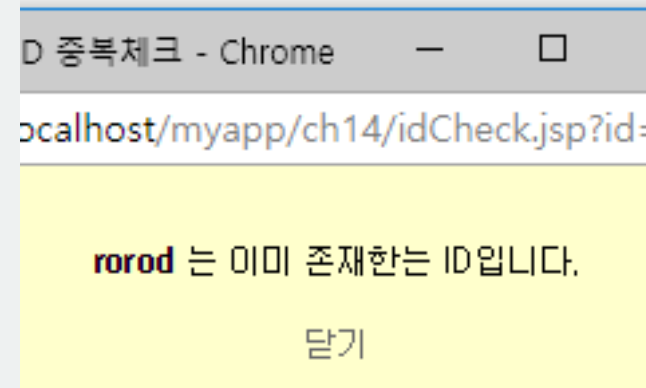 D 중복체크 - Chrome
ocalhost/myapp/ch14/idCheck.jsp?id=
rorod 는 이미 존재한는 ID입니다.
닫기